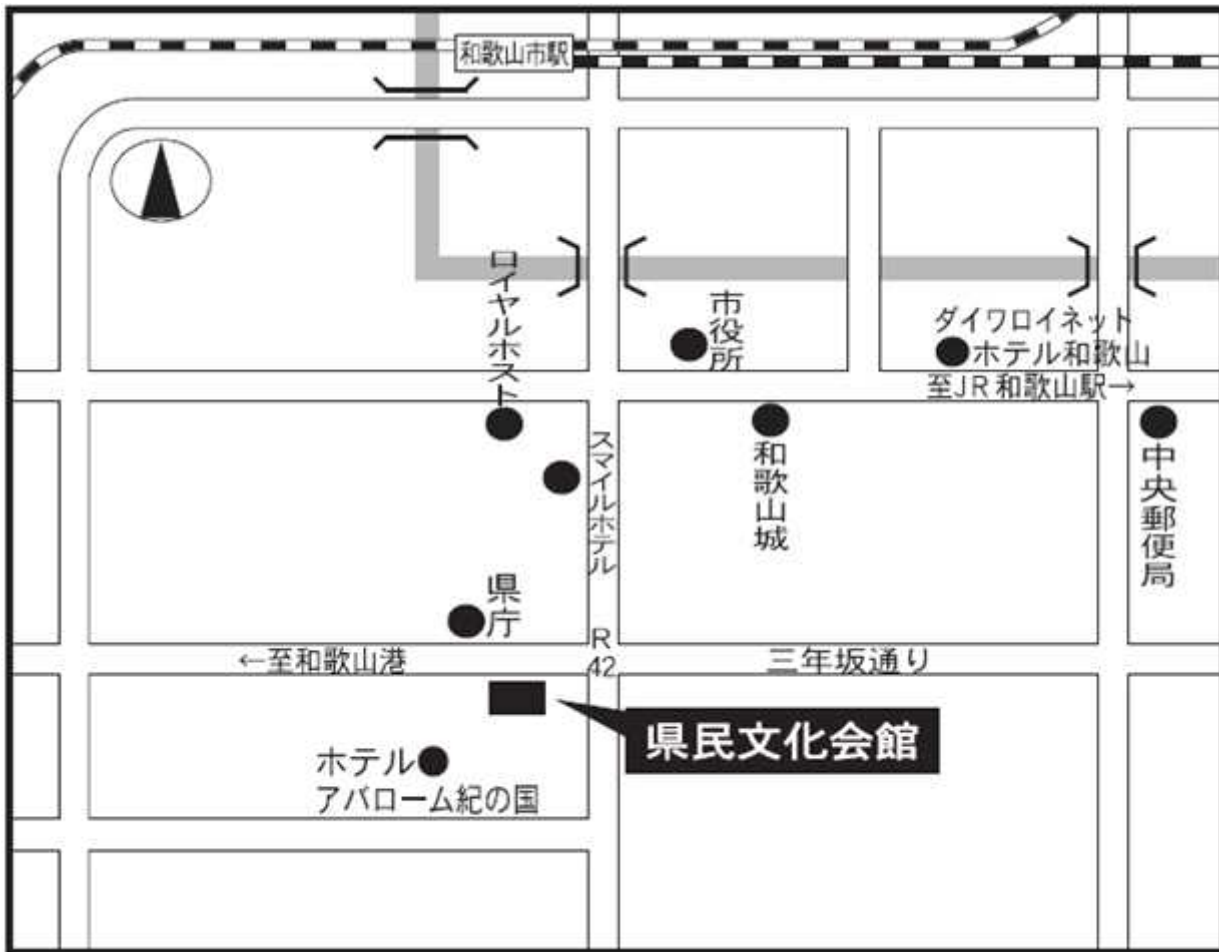 和歌山市駅
ロイヤルホスト
市役所
ダイワロイネット
ホテル和歌山
至JR和歌山駅→
スマイルホテル
和歌山城
中央郵便局
県庁
R
42
←至和歌山港
三年坂通り
県民文化会館
ホテル
アバローム紀の国